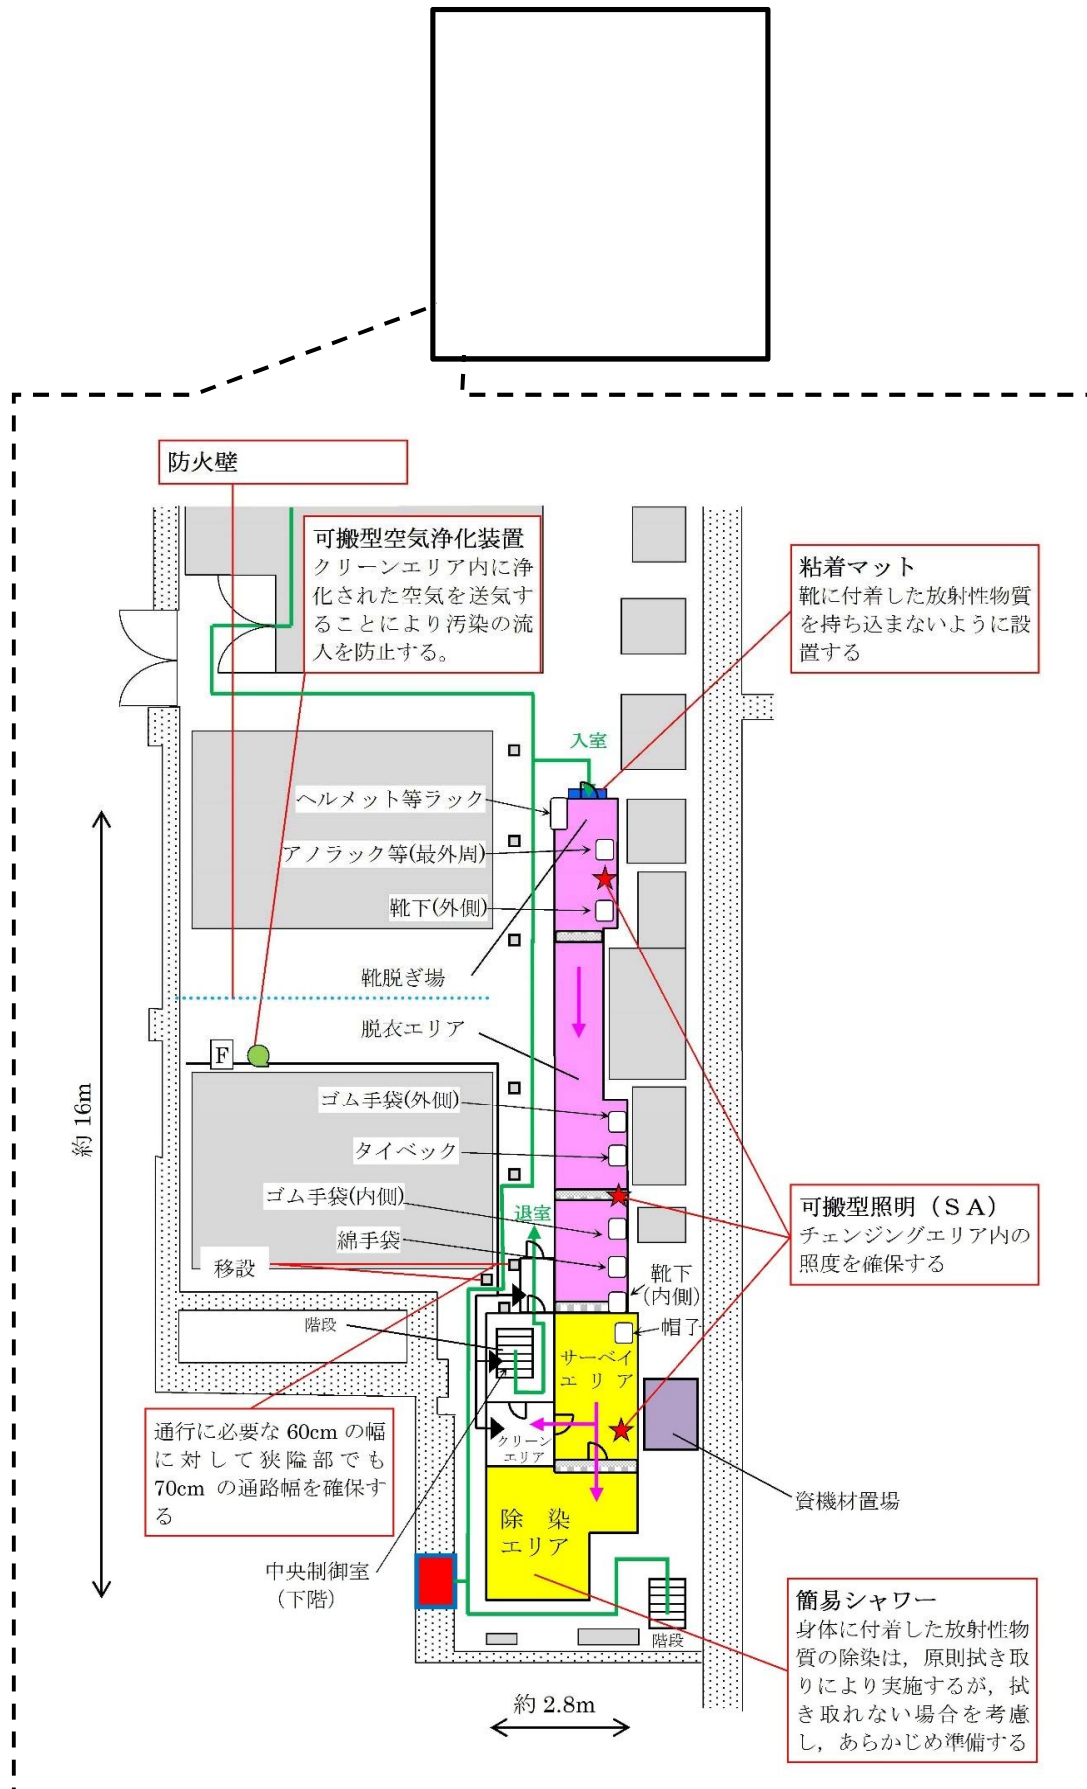 防火壁
可搬型空気浄化装置
クリーンエリア内に浄
化された空気を送気す
ることにより汚染の流
入を防止する。
粘着マット
靴に付着した放射性物質
を持ち込まないように設
置する
入室
ヘルメット等ラック
アノラック等(最外周)
靴下(外側)
靴脱ぎ場
脱衣エリア
F
ゴム手袋(外側)
タイベック
ゴム手袋(内側)
退室
綿手袋
移設
約 16m
可搬型照明（ＳＡ）
チェンジングエリア内の
照度を確保する
靴下
(内側)
帽子
階段
サーベイ
エ リ ア
クリーン
エリア
通行に必要な 60cm の幅
に対して狭隘部でも
70cm の通路幅を確保す
る
資機材置場
除 染
エリア
中央制御室
（下階）
階段
簡易シャワー
身体に付着した放射性物
質の除染は，原則拭き取
りにより実施するが，拭
き取れない場合を考慮
し，あらかじめ準備する
約 2.8m